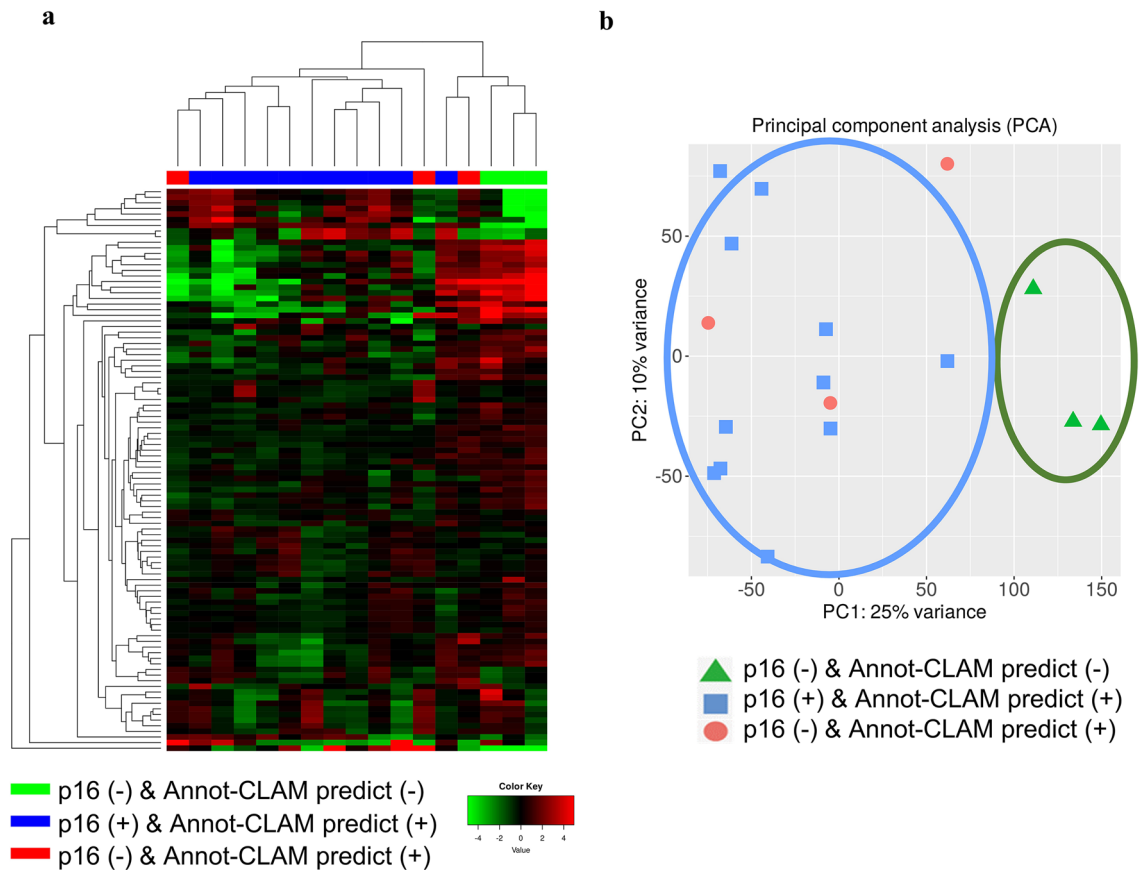 a
b
Principal component analysis (PCA)
50
0
-50
PC2: 10% variance
-50
0
50
100
150
PC1: 25% variance
p16 (-) & Annot-CLAM predict (-)
p16 (+) & Annot-CLAM predict (+)
p16 (-) & Annot-CLAM predict (+)
p16 (-) & Annot-CLAM predict (-)
p16 (+) & Annot-CLAM predict (+)
p16 (-) & Annot-CLAM predict (+)
Color Key
-4 -2 0 2 4
Value